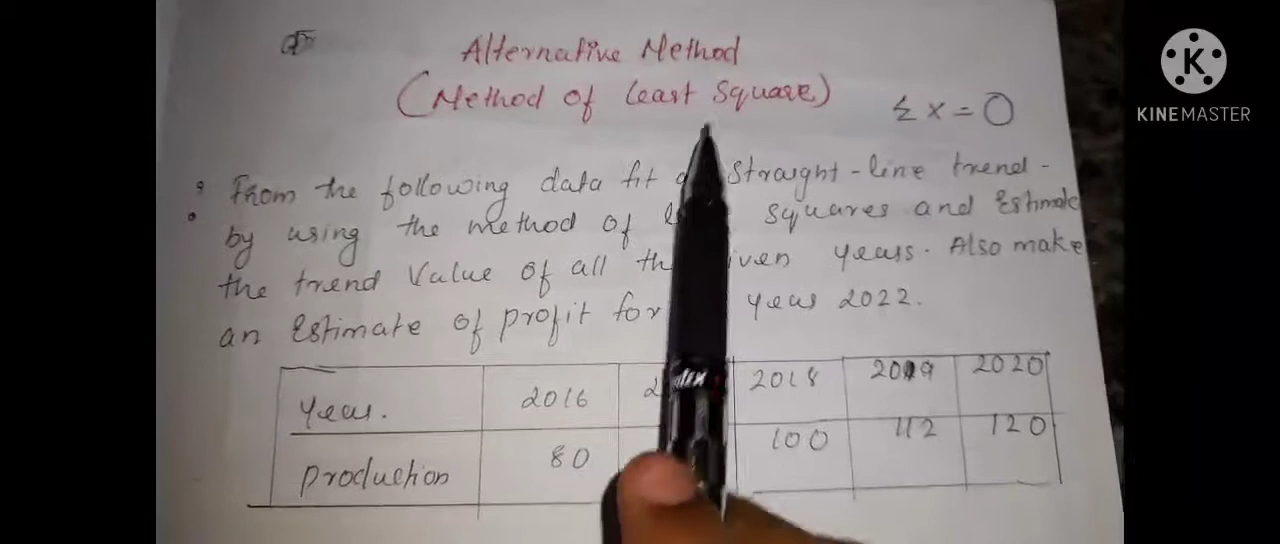 Alternative Method
(Method of Least Square)
Σx = 0
K
KINEMASTER
? From the following data fit Straight-line trend -
by using the method of squares and Estimate
the trend Value of all years. Also make
an Estimate of profit for year 2022.
Year. 2016 2018 2019 2020
Production 80 100 112 120